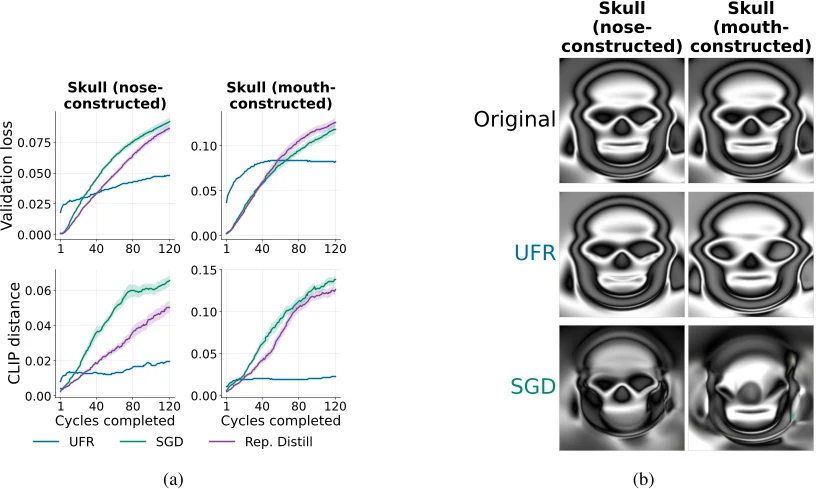 Skull (nose-
constructed)
Skull (mouth-
constructed)
Validation loss
0.075
0.050
0.025
0.000
1 40 80 120
0.10
0.05
0.00
1 40 80 120
CLIP distance
0.06
0.04
0.02
0.00
1 40 80 120
Cycles completed
0.15
0.10
0.05
0.00
1 40 80 120
Cycles completed
UFR SGD Rep. Distill
(a)
Skull
(nose-
constructed)
Skull
(mouth-
constructed)
Original
UFR
SGD
(b)